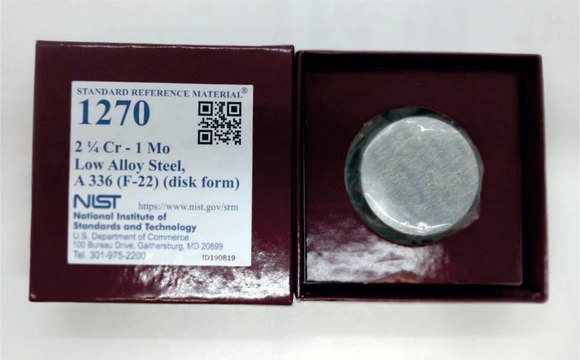 STANDARD REFERENCE MATERIAL®
1270
2 ¼ Cr - 1 Mo
Low Alloy Steel,
A 336 (F-22) (disk form)
NIST https://www.nist.gov/srm
National Institute of
Standards and Technology
U.S. Department of Commerce
100 Bureau Drive, Gaithersburg, MD 20899
Tel. 301-975-2200 JD190819